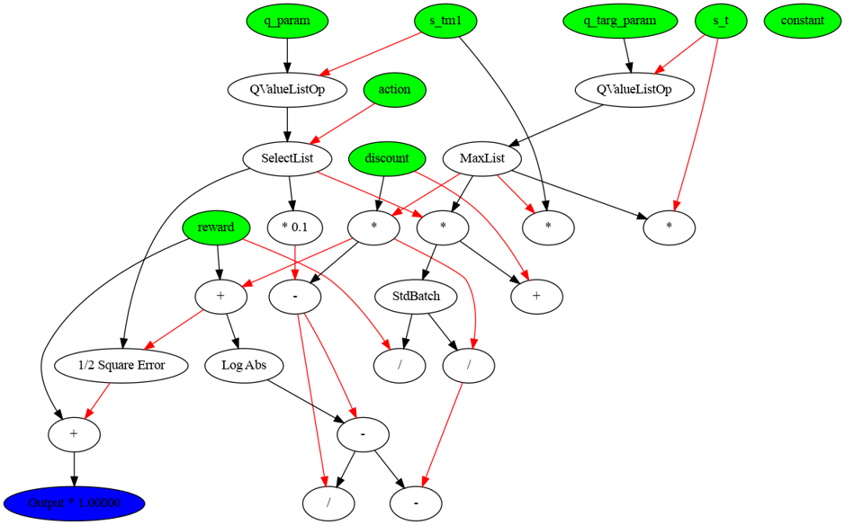 q_param
s_tm1
q_targ_param
s_t
constant
QValueListOp
action
QValueListOp
SelectList
discount
MaxList
reward
* 0.1
*
*
*
*
+
-
StdBatch
+
1/2 Square Error
Log Abs
/
/
+
-
Output * 1.00000
/
-